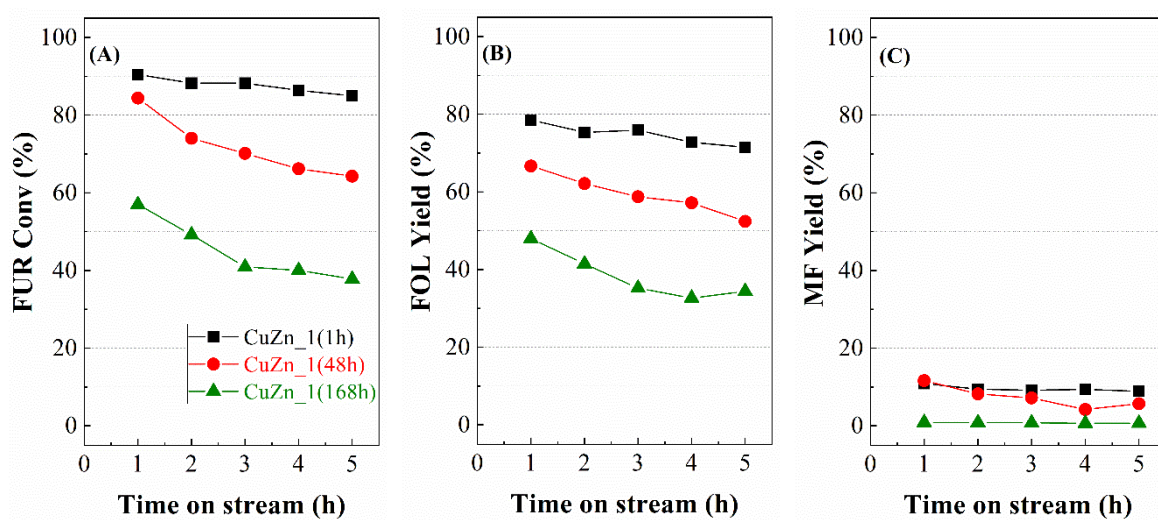 (A)
FUR Conv (%)
100
80
60
40
20
0
CuZn_1(1h)
CuZn_1(48h)
CuZn_1(168h)
0 1 2 3 4 5
Time on stream (h)
(B)
FOL Yield (%)
100
80
60
40
20
0
0 1 2 3 4 5
Time on stream (h)
(C)
MF Yield (%)
100
80
60
40
20
0
0 1 2 3 4 5
Time on stream (h)